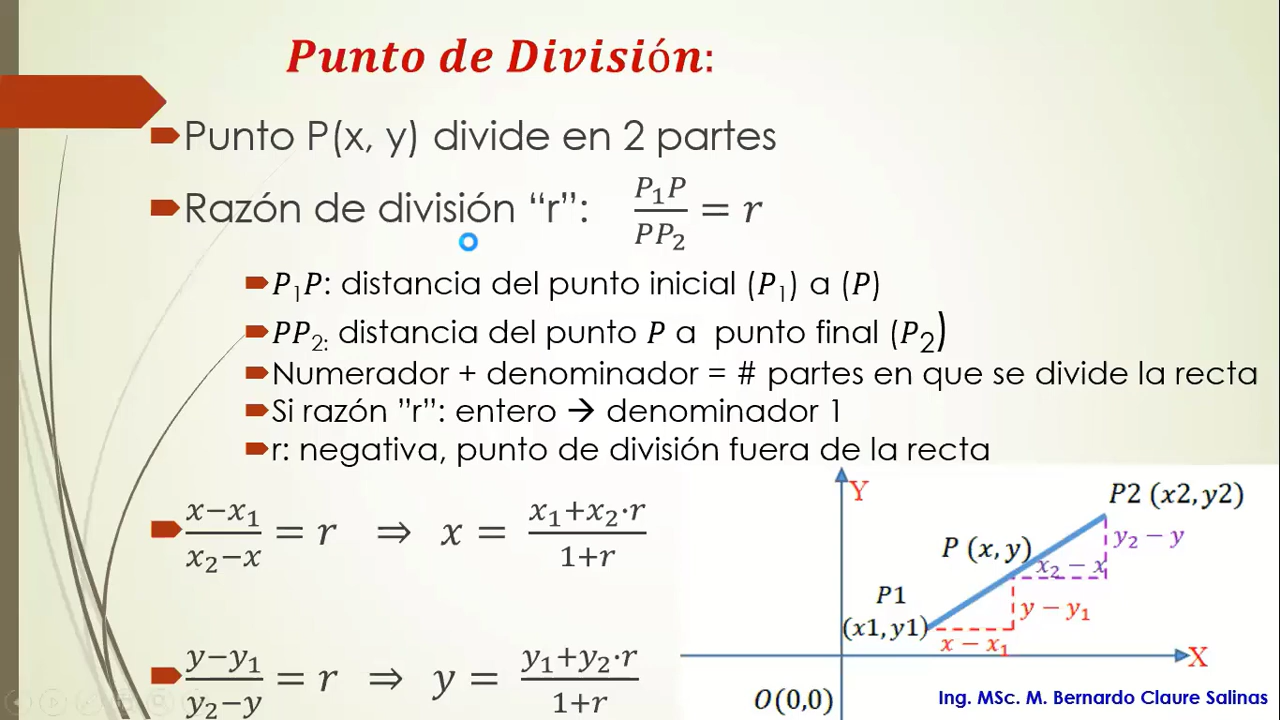 Punto de División:
Punto P(x, y) divide en 2 partes
Razón de división “r”: P₁P/PP₂ = r
P₁P: distancia del punto inicial (P₁) a (P)
PP₂: distancia del punto P a punto final (P₂)
Numerador + denominador = # partes en que se divide la recta
Si razón ”r”: entero → denominador 1
r: negativa, punto de división fuera de la recta
(x−x₁)/(x₂−x) = r ⇒ x = (x₁+x₂·r)/(1+r)
(y−y₁)/(y₂−y) = r ⇒ y = (y₁+y₂·r)/(1+r)
Y
P2 (x2, y2)
y₂ − y
P (x, y)
x₂ − x
P1
(x1, y1)
y − y₁
x − x₁
X
O(0,0)
Ing. MSc. M. Bernardo Claure Salinas